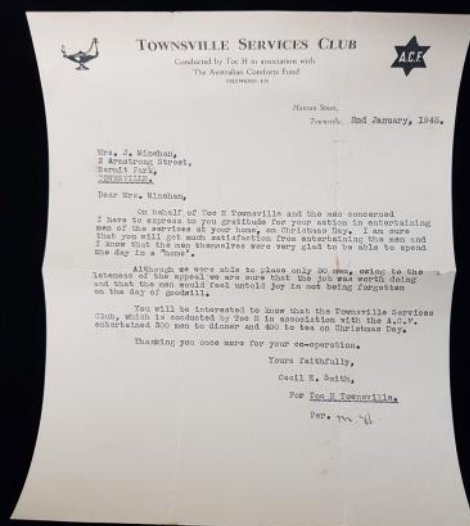 TOWNSVILLE SERVICES CLUB
Conducted by Toc H in association with
The Australian Comforts Fund
A.C.F.
Street,
Townsville, 2nd January, 1945.
Mrs. J. Minehan,
2 Armstrong Street,
Hermit Park,
TOWNSVILLE.
Dear Mrs. Minehan,
On behalf of Toc H Townsville and the men concerned
I have to express to you gratitude for your action in entertaining
men of the services at your home, on Christmas Day. I am sure
that you will get much satisfaction from entertaining the men and
I know that the men themselves were very glad to be able to spend
the day in a "home".
Although we were able to place only 50 men, owing to the
lateness of the appeal we are sure that the job was worth doing
and that the men would feel untold joy in not being forgotten
on the day of goodwill.
You will be interested to know that the Townsville Services
Club, which is conducted by Toc H in association with the A.C.F.
entertained 300 men to dinner and 400 to tea on Christmas Day.
Thanking you once more for your co-operation.
Yours faithfully,
Cecil E. Smith,
For Toc H Townsville.
Per.